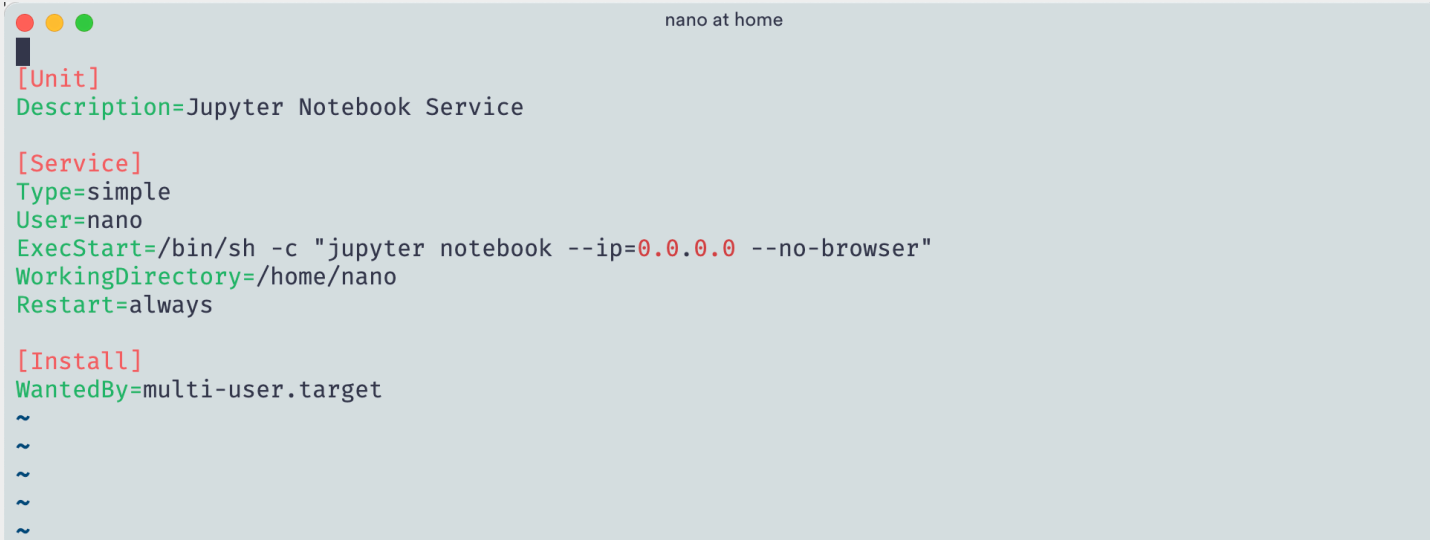 nano at home
[Unit]
Description=Jupyter Notebook Service
[Service]
Type=simple
User=nano
ExecStart=/bin/sh -c "jupyter notebook --ip=0.0.0.0 --no-browser"
WorkingDirectory=/home/nano
Restart=always
[Install]
WantedBy=multi-user.target
~
~
~
~
~